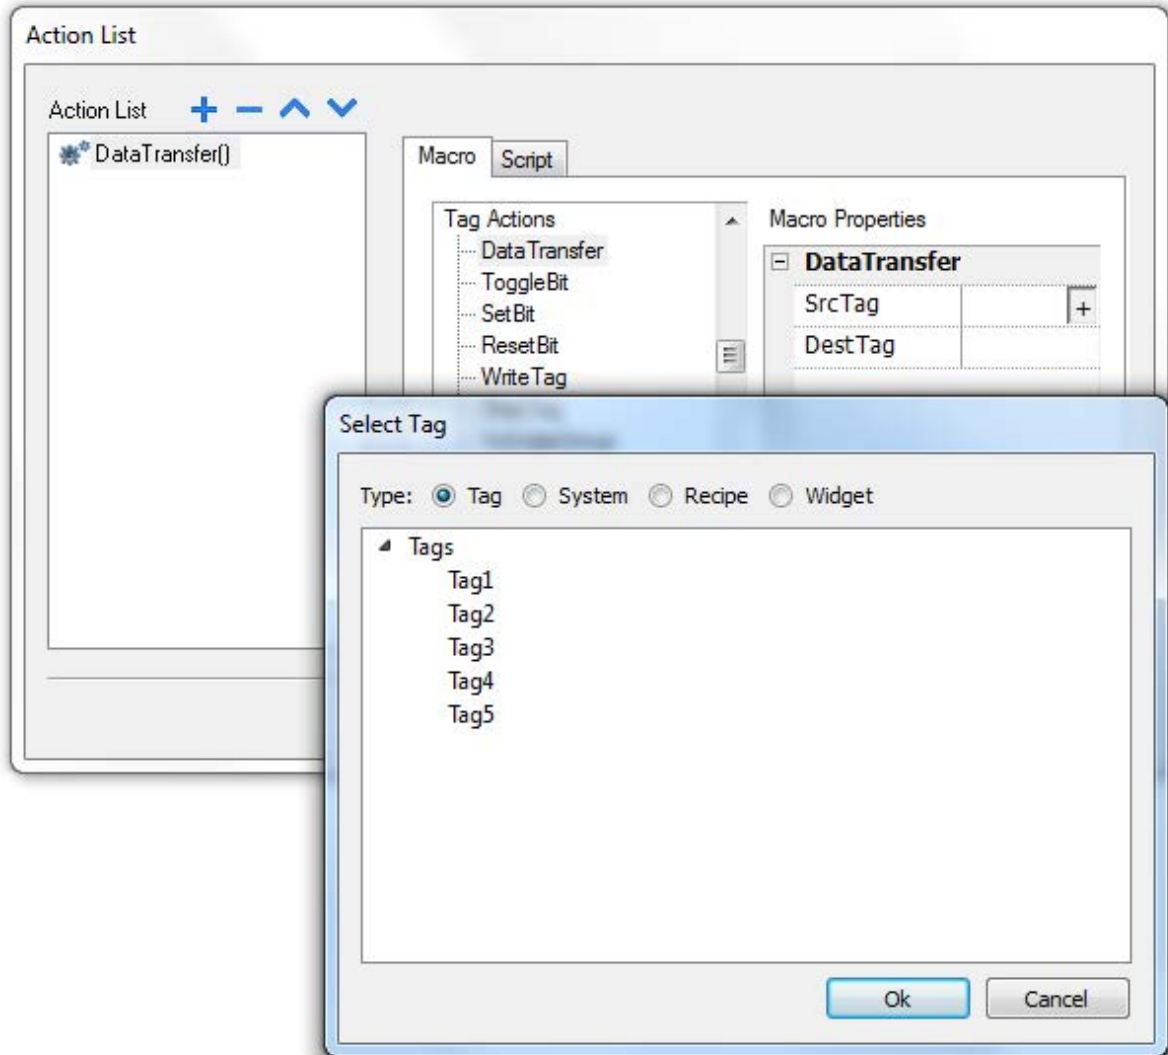 Action List
Action List
DataTransfer()
Macro
Script
Tag Actions
DataTransfer
ToggleBit
SetBit
ResetBit
WriteTag
Macro Properties
DataTransfer
SrcTag
+
DestTag
Select Tag
Type: Tag System Recipe Widget
Tags
Tag1
Tag2
Tag3
Tag4
Tag5
Ok
Cancel